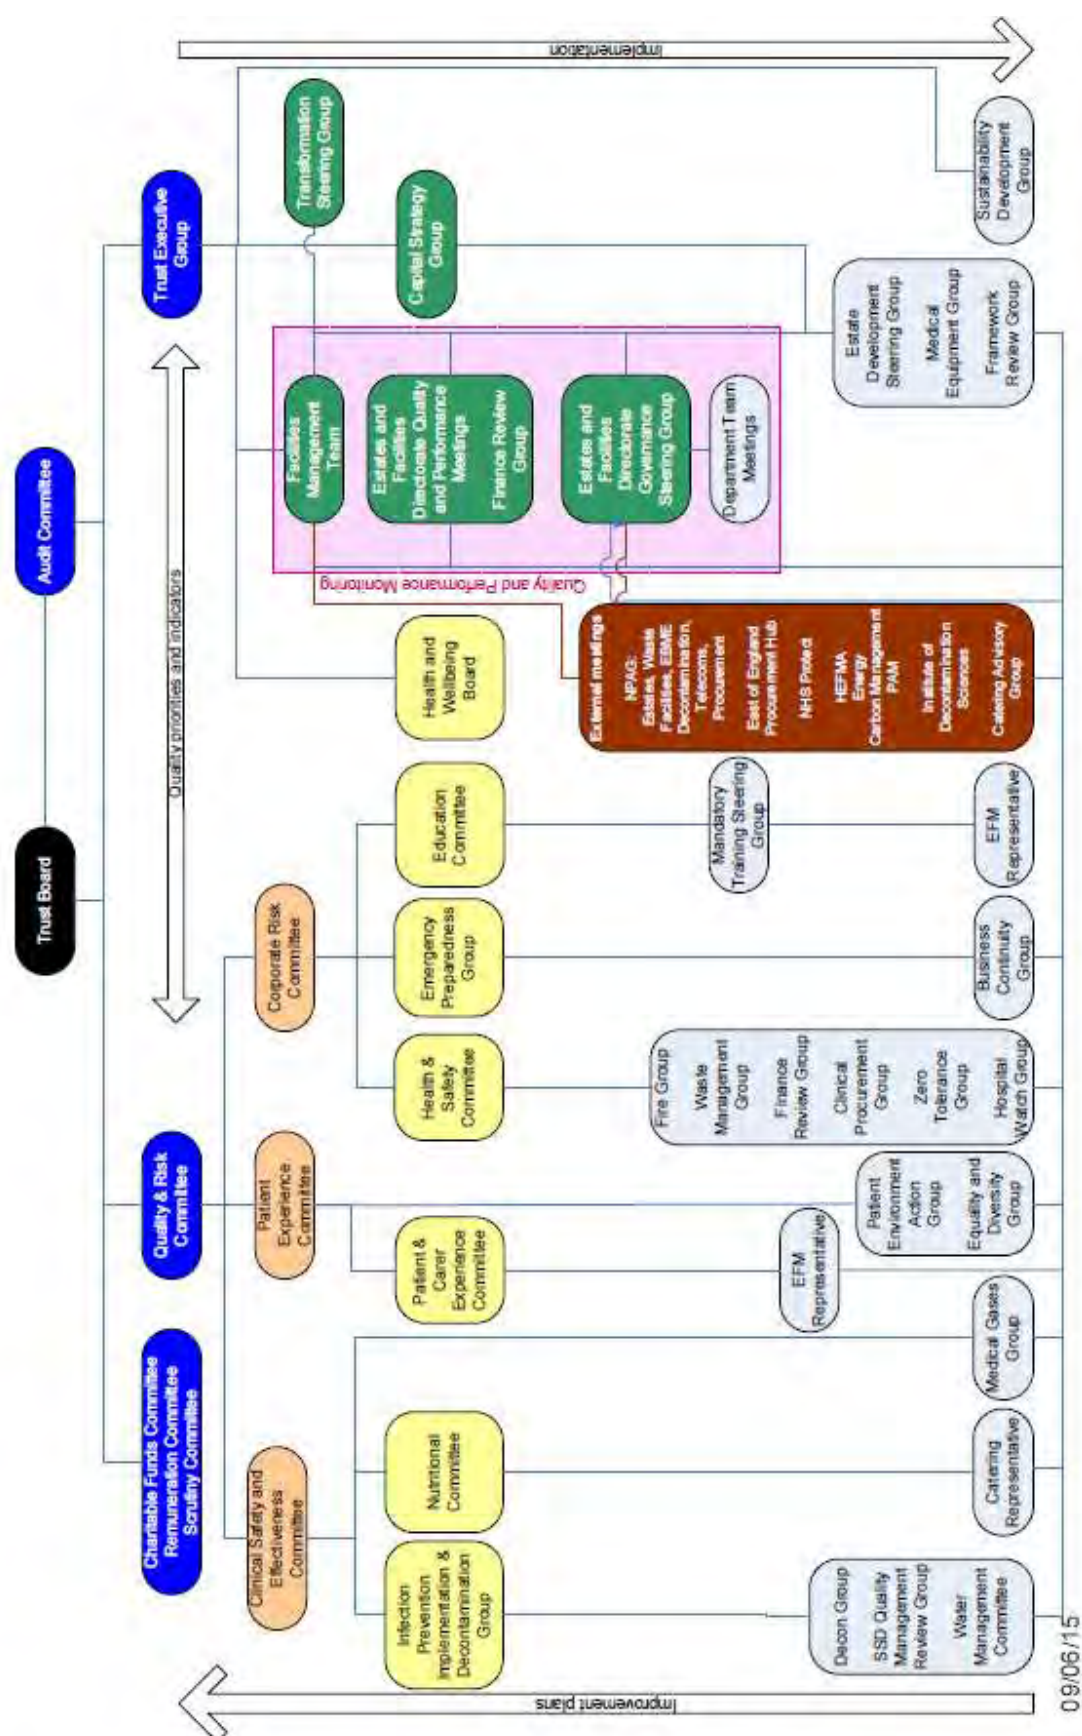 Trust Board
Audit Committee
Charitable Funds Committee
Remuneration Committee
Scrutiny Committee
Quality & Risk
Committee
Quality priorities and indicators
Trust Executive
Group
Improvement plans
Implementation
Clinical Safety and
Effectiveness
Committee
Patient
Experience
Committee
Corporate Risk
Committee
Facilities
Management
Team
Transformation
Steering Group
Infection
Prevention
Implementation &
Decontamination
Group
Nutritional
Committee
Patient &
Carer
Experience
Committee
Health &
Safety
Committee
Emergency
Preparedness
Group
Education
Committee
Health and
Wellbeing
Board
Quality and Performance Monitoring
Estates and
Facilities
Directorate Quality
and Performance
Meetings
Finance Review
Group
Capital Strategy
Group
Estates and
Facilities
Directorate
Governance
Steering Group
Department Team
Meetings
External meetings
NPAG:
Estates, Waste
Facilities, EBME
Decontamination,
Telecoms,
Procurement
East of England
Procurement Hub
NHS Protect
HEFMA
Energy
Carbon Management
PAM
Institute of
Decontamination
Sciences
Catering Advisory
Group
Mandatory
Training Steering
Group
Fire Group
Waste
Management
Group
Finance
Review Group
Clinical
Procurement
Group
Zero
Tolerance
Group
Hospital
Watch Group
EFM
Representative
Decon Group
SSD Quality
Management
Review Group
Water
Management
Committee
Catering
Representative
Medical Gases
Group
Patient
Environment
Action
Group
Equality and
Diversity
Group
Business
Continuity
Group
EFM
Representative
Estate
Development
Steering Group
Medical
Equipment Group
Framework
Review Group
Sustainability
Development
Group
09/06/15